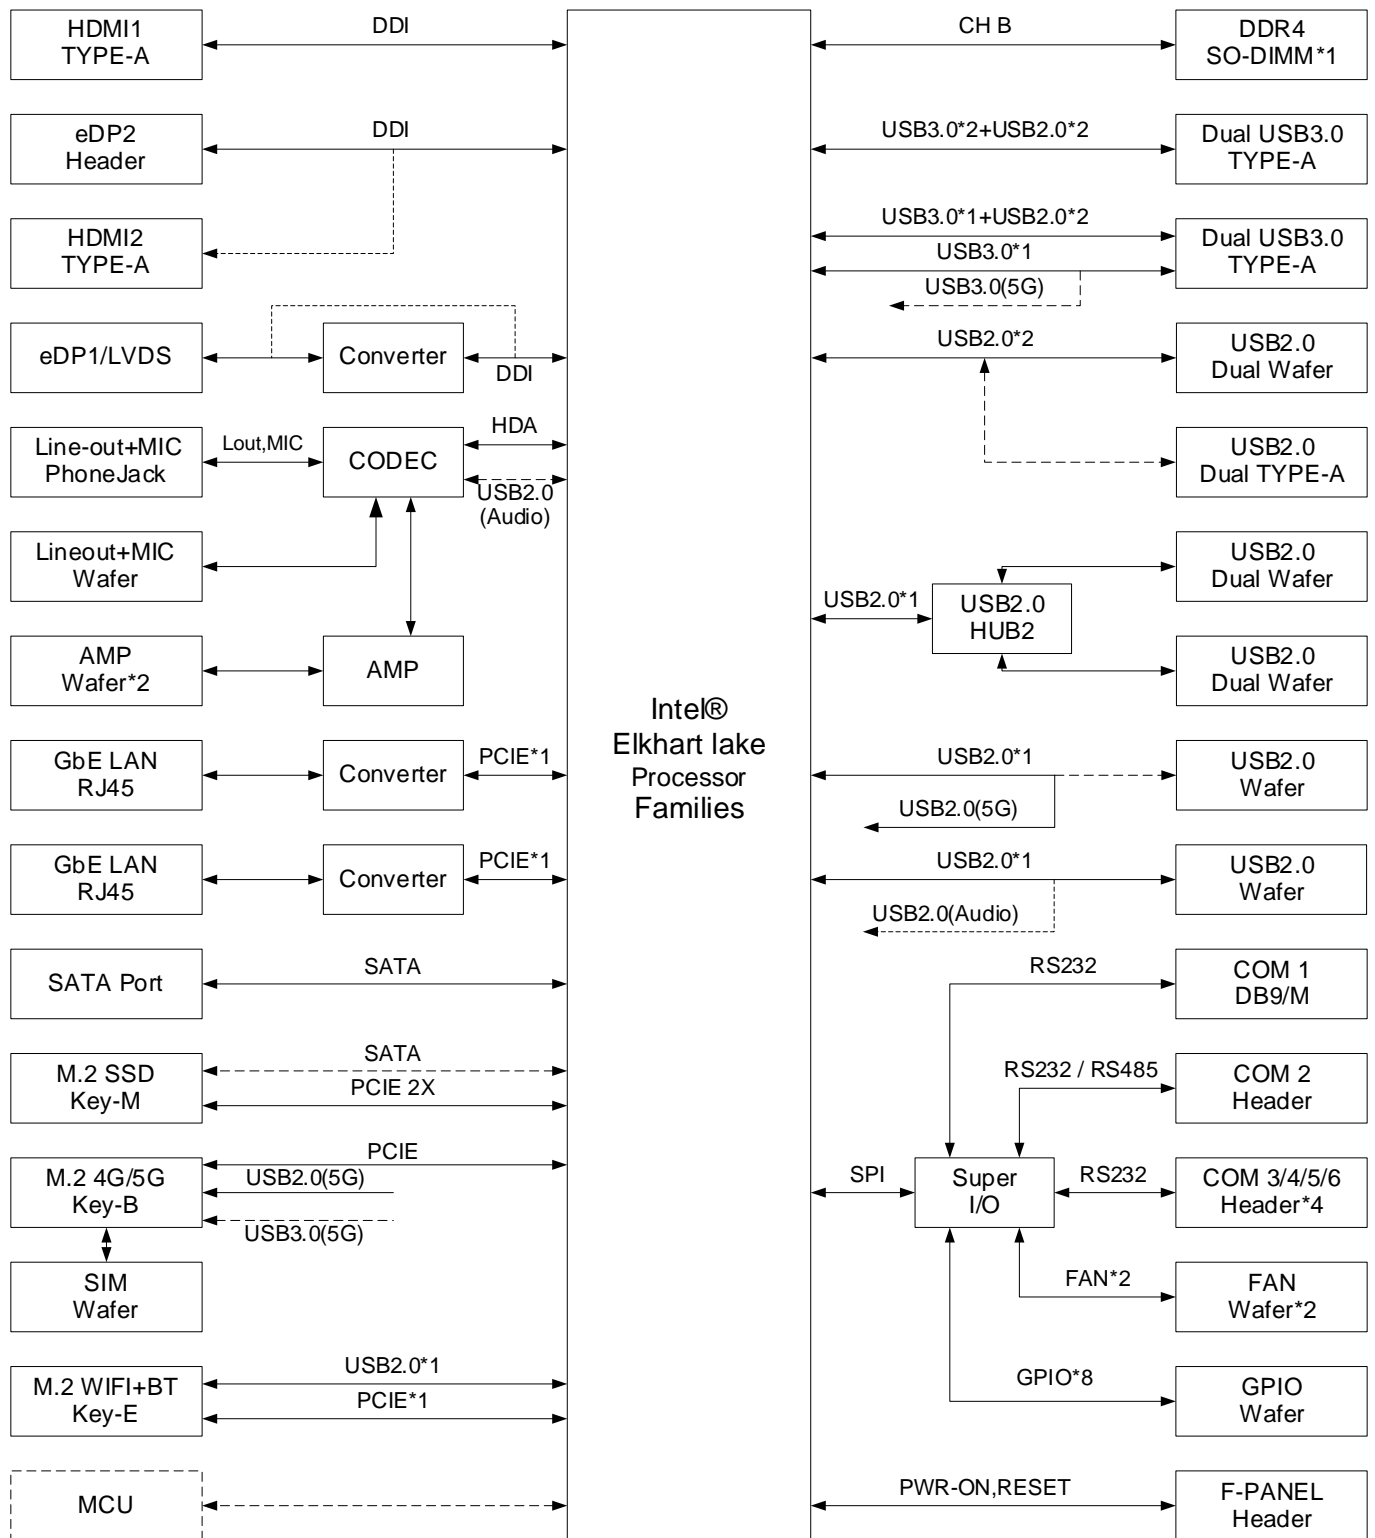 HDMI1
TYPE-A
DDI
eDP2
Header
DDI
HDMI2
TYPE-A
eDP1/LVDS
Converter
DDI
Line-out+MIC
PhoneJack
Lout,MIC
CODEC
HDA
USB2.0
(Audio)
Lineout+MIC
Wafer
AMP
Wafer*2
AMP
GbE LAN
RJ45
Converter
PCIE*1
GbE LAN
RJ45
Converter
PCIE*1
SATA Port
SATA
M.2 SSD
Key-M
SATA
PCIE 2X
M.2 4G/5G
Key-B
PCIE
USB2.0(5G)
USB3.0(5G)
SIM
Wafer
M.2 WIFI+BT
Key-E
USB2.0*1
PCIE*1
MCU
Intel®
Elkhart lake
Processor
Families
CH B
DDR4
SO-DIMM*1
USB3.0*2+USB2.0*2
Dual USB3.0
TYPE-A
USB3.0*1+USB2.0*2
USB3.0*1
USB3.0(5G)
Dual USB3.0
TYPE-A
USB2.0*2
USB2.0
Dual Wafer
USB2.0
Dual TYPE-A
USB2.0*1
USB2.0
HUB2
USB2.0
Dual Wafer
USB2.0
Dual Wafer
USB2.0*1
USB2.0(5G)
USB2.0
Wafer
USB2.0*1
USB2.0(Audio)
USB2.0
Wafer
RS232
COM 1
DB9/M
RS232 / RS485
COM 2
Header
SPI
Super
I/O
RS232
COM 3/4/5/6
Header*4
FAN*2
FAN
Wafer*2
GPIO*8
GPIO
Wafer
PWR-ON,RESET
F-PANEL
Header